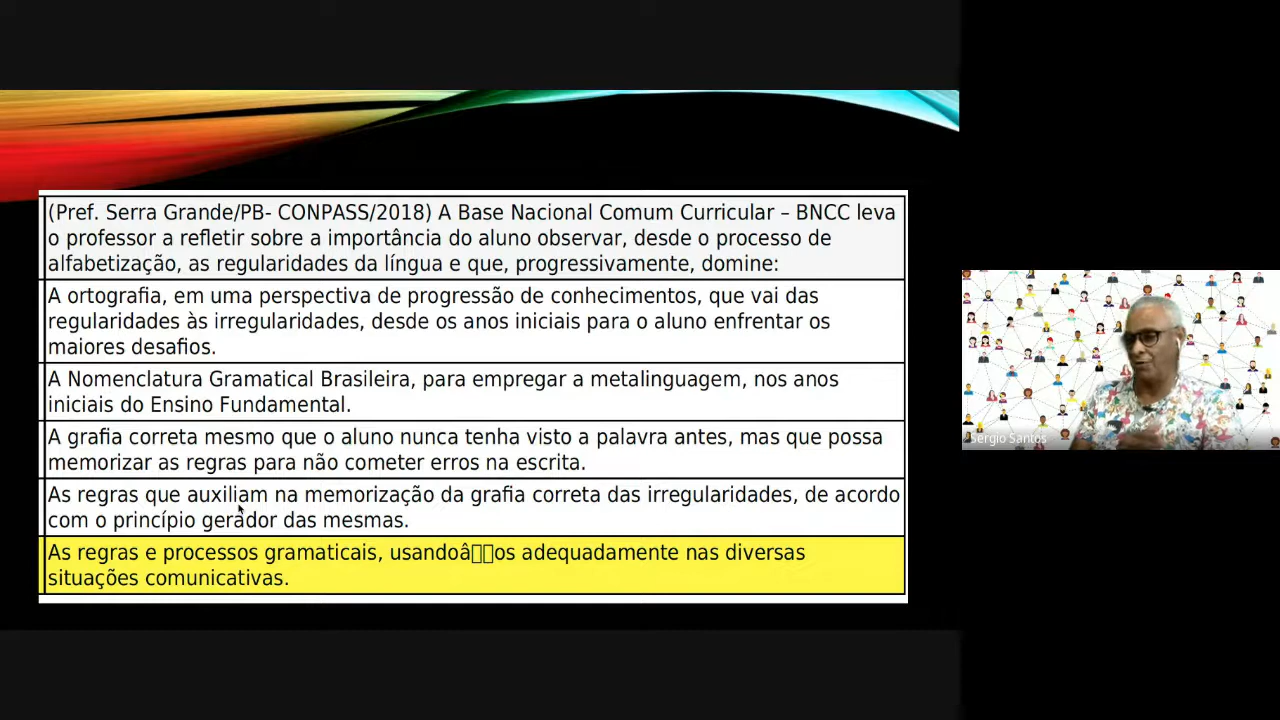 (Pref. Serra Grande/PB- CONPASS/2018) A Base Nacional Comum Curricular – BNCC leva
o professor a refletir sobre a importância do aluno observar, desde o processo de
alfabetização, as regularidades da língua e que, progressivamente, domine:
A ortografia, em uma perspectiva de progressão de conhecimentos, que vai das
regularidades às irregularidades, desde os anos iniciais para o aluno enfrentar os
maiores desafios.
A Nomenclatura Gramatical Brasileira, para empregar a metalinguagem, nos anos
iniciais do Ensino Fundamental.
A grafia correta mesmo que o aluno nunca tenha visto a palavra antes, mas que possa
memorizar as regras para não cometer erros na escrita.
As regras que auxiliam na memorização da grafia correta das irregularidades, de acordo
com o princípio gerador das mesmas.
As regras e processos gramaticais, usandoâ▯▯os adequadamente nas diversas
situações comunicativas.
Sergio Santos